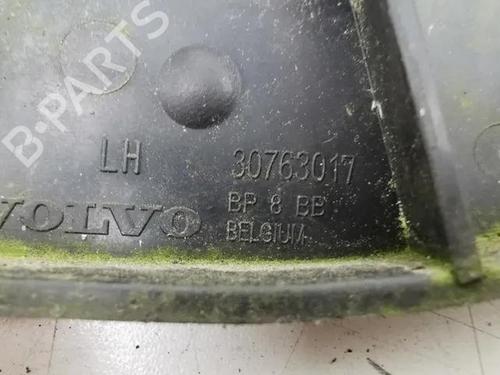 B-PARTS
LH 30763017
VOLVO BP 8 BB
BELGIUM